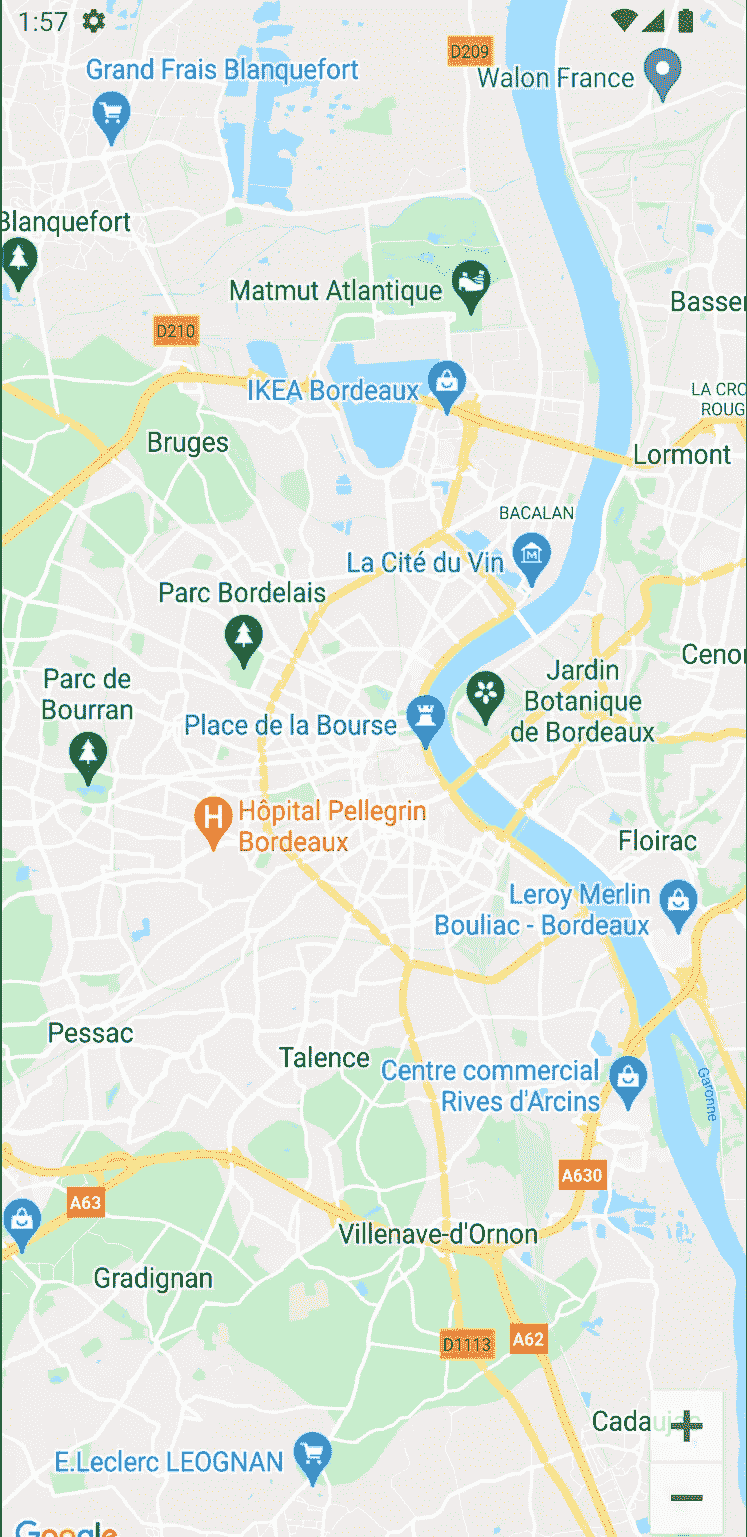 1:57
D209
Grand Frais Blanquefort
Walon France
Blanquefort
Matmut Atlantique
D210
IKEA Bordeaux
LA CRO
ROUG
Bruges
Lormont
BACALAN
La Cité du Vin
Parc Bordelais
Parc de
Bourran
Jardin
Botanique
de Bordeaux
Place de la Bourse
Hôpital Pellegrin
Bordeaux
Floirac
Leroy Merlin
Bouliac - Bordeaux
Pessac
Talence
Centre commercial
Rives d'Arcins
Garonne
A630
A63
Villenave-d'Ornon
Gradignan
D1113
A62
E.Leclerc LEOGNAN
Google